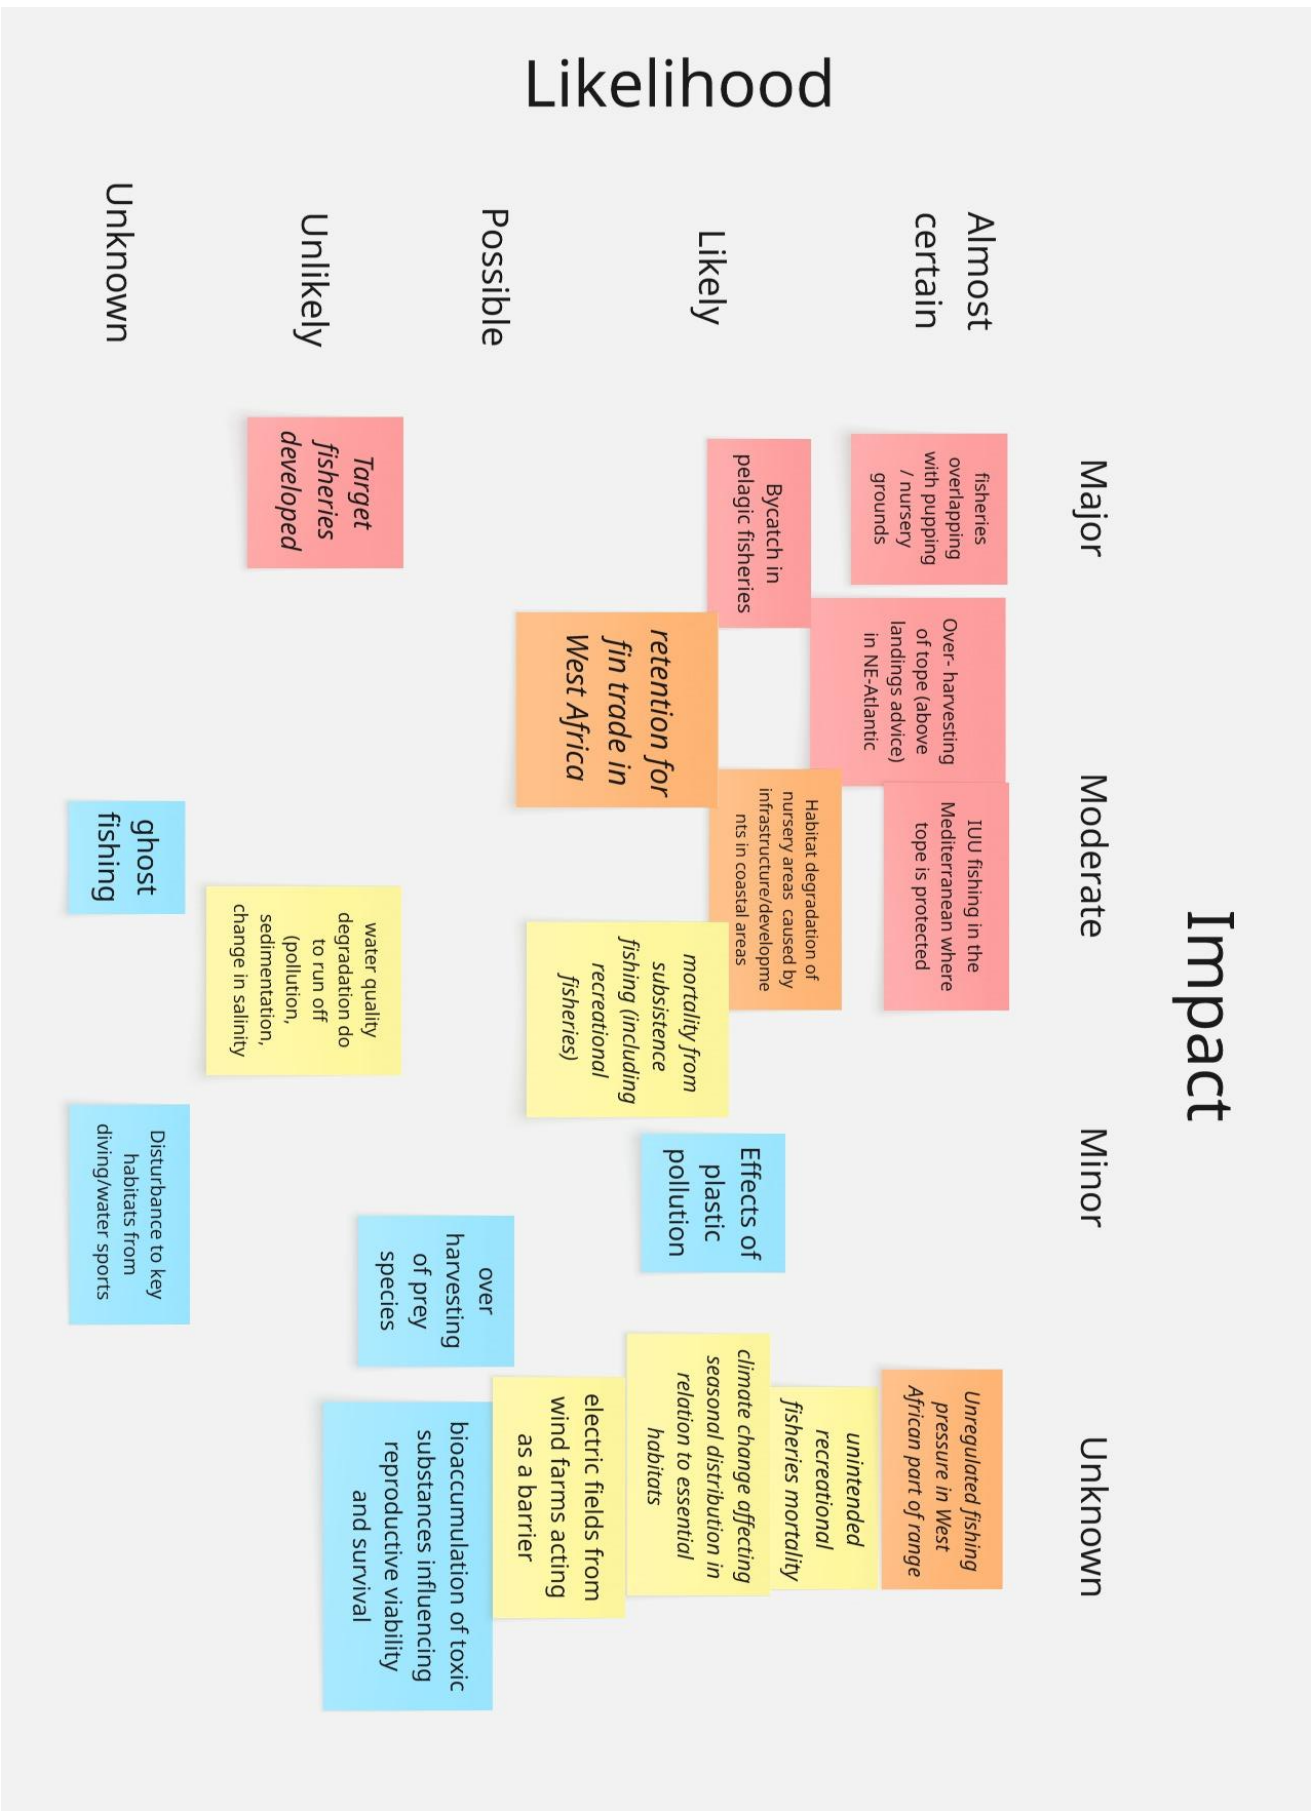 Impact
Likelihood
Major
Moderate
Minor
Unknown
Almost
certain
Likely
Possible
Unlikely
Unknown
fisheries
overlapping
with pupping
/ nursery
grounds
Over- harvesting
of tope (above
landings advice)
in NE-Atlantic
IUU fishing in the
Mediterranean where
tope is protected
Unregulated fishing
pressure in West
African part of range
Bycatch in
pelagic fisheries
Habitat degradation of
nursery areas caused by
infrastructure/developme
nts in coastal areas
unintended
recreational
fisheries mortality
retention for
fin trade in
West Africa
mortality from
subsistence
fishing (including
recreational
fisheries)
Effects of
plastic
pollution
climate change affecting
seasonal distribution in
relation to essential
habitats
electric fields from
wind farms acting
as a barrier
over
harvesting
of prey
species
bioaccumulation of toxic
substances influencing
reproductive viability
and survival
Target
fisheries
developed
water quality
degradation do
to run off
(pollution,
sedimentation,
change in salinity
ghost
fishing
Disturbance to key
habitats from
diving/water sports